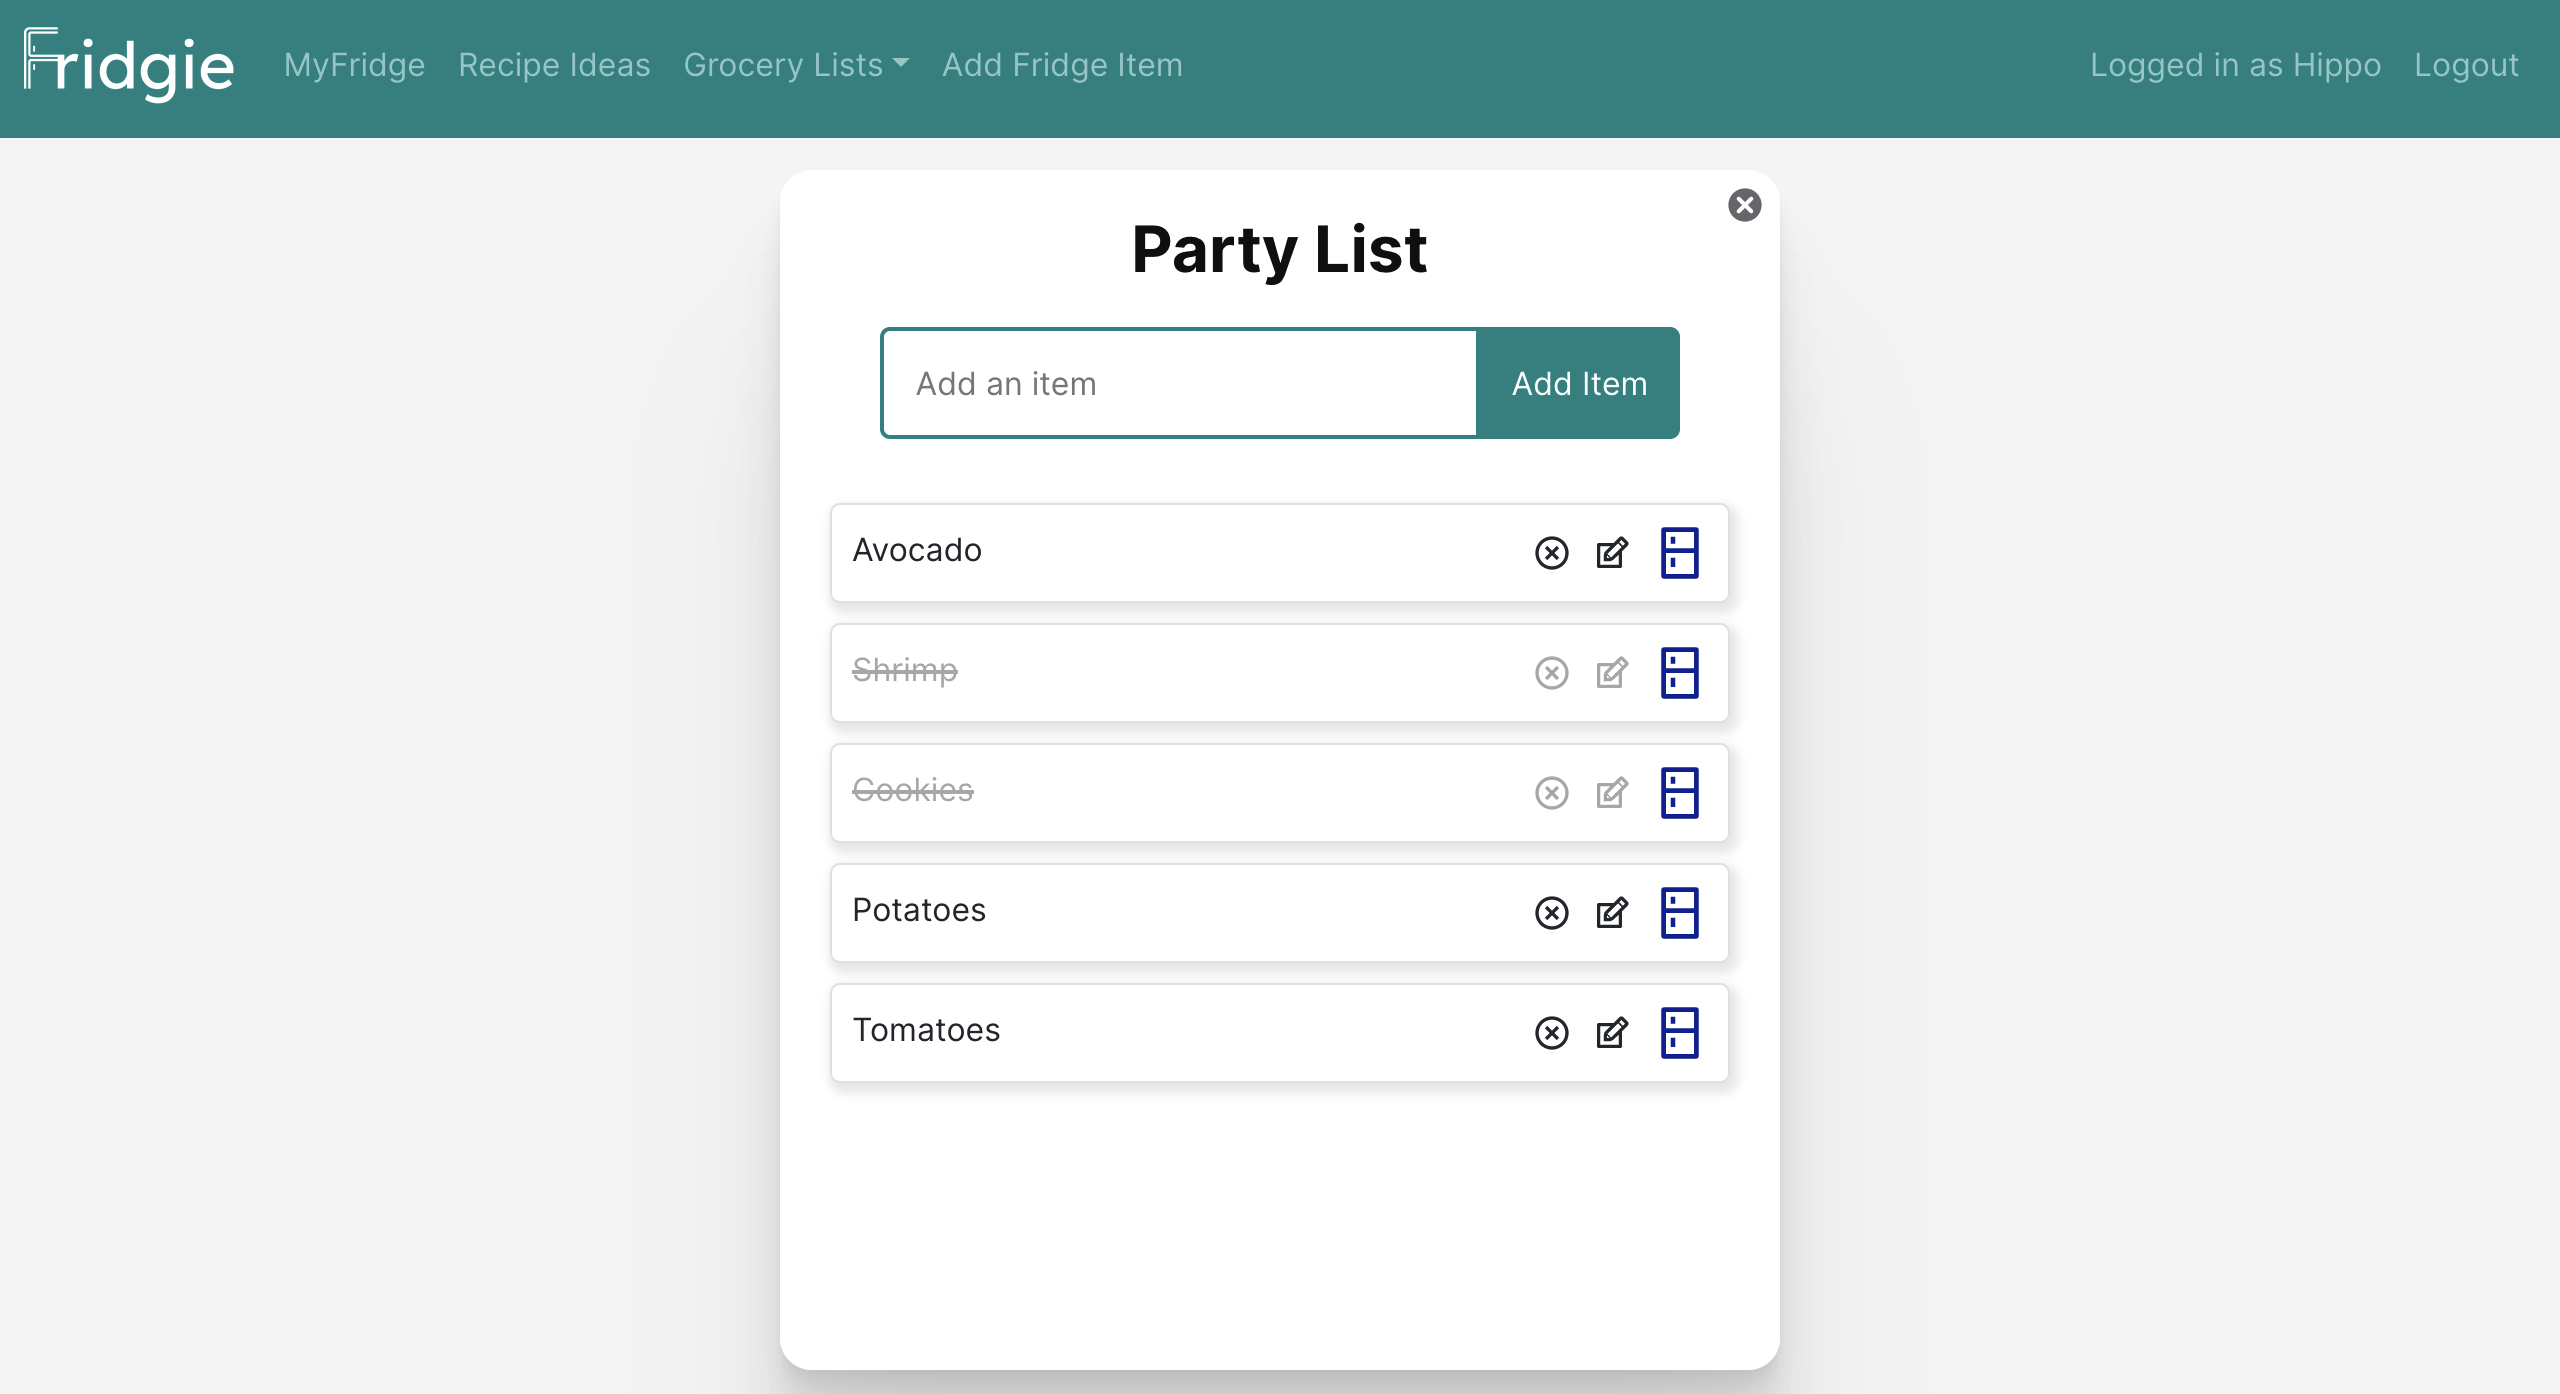 Fridgie MyFridge Recipe Ideas Grocery Lists Add Fridge Item Logged in as Hippo Logout
Party List
Add an item Add Item
Avocado
Shrimp
Cookies
Potatoes
Tomatoes